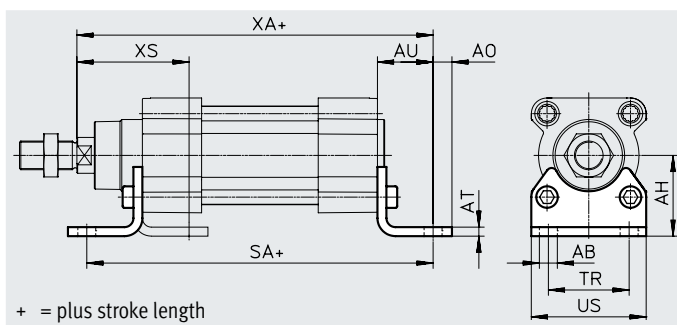 XA+
XS
AU
AO
AT
AH
SA+
AB
TR
US
+ = plus stroke length